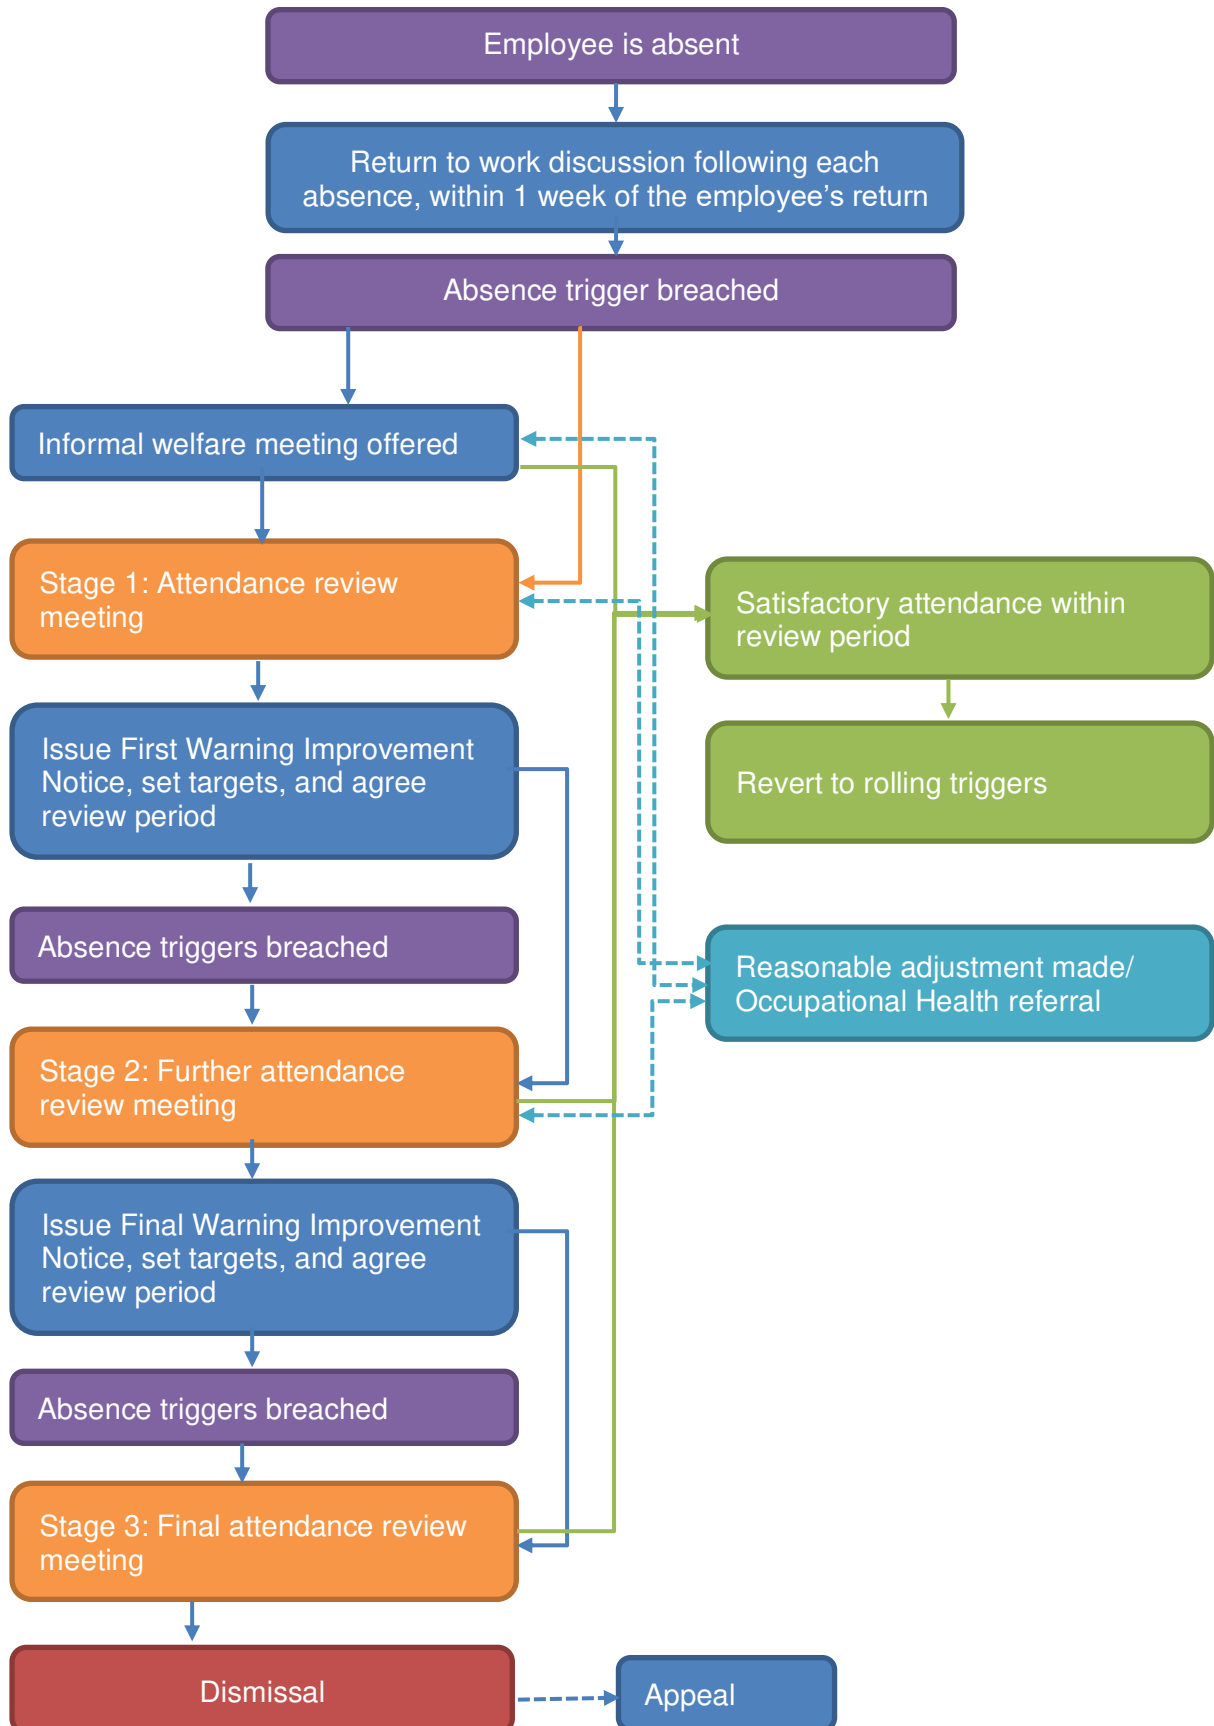 Employee is absent
Return to work discussion following each
absence, within 1 week of the employee’s return
Absence trigger breached
Informal welfare meeting offered
Stage 1: Attendance review
meeting
Satisfactory attendance within
review period
Issue First Warning Improvement
Notice, set targets, and agree
review period
Revert to rolling triggers
Absence triggers breached
Reasonable adjustment made/
Occupational Health referral
Stage 2: Further attendance
review meeting
Issue Final Warning Improvement
Notice, set targets, and agree
review period
Absence triggers breached
Stage 3: Final attendance review
meeting
Dismissal
Appeal